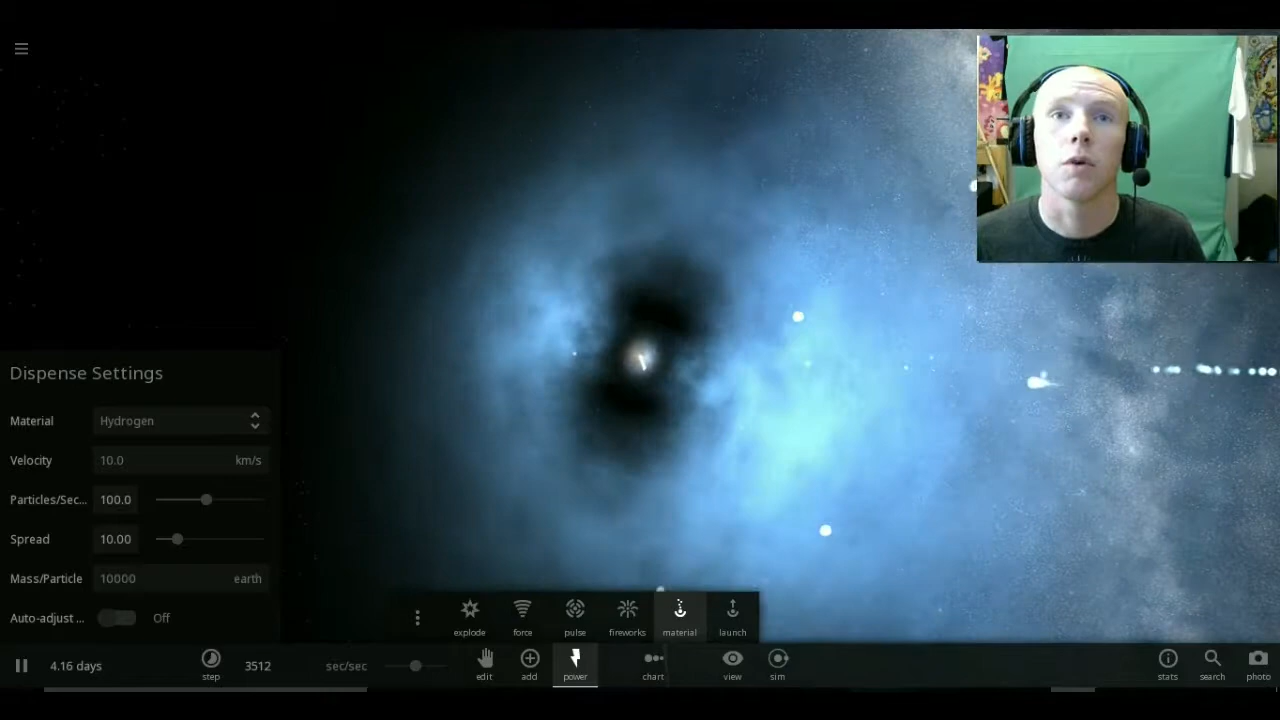 Dispense Settings
Material Hydrogen
Velocity 10.0 km/s
Particles/Sec... 100.0
Spread 10.00
Mass/Particle 10000 earth
Auto-adjust ... Off
explode force pulse fireworks material launch
4.16 days step 3512 sec/sec edit add power chart view sim stats search photo